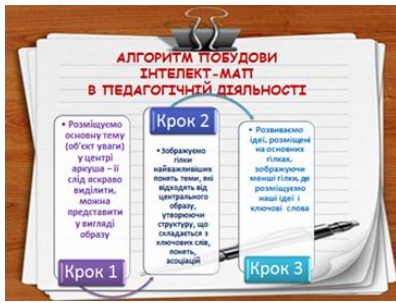 АЛГОРИТМ ПОБУДОВИ
ІНТЕЛЕКТ-МАП
В ПЕДАГОГІЧНІЙ ДІЯЛЬНОСТІ
• Розміщуємо
основну тему
(об'єкт уваги)
у центрі
аркуша – її
слід яскраво
виділити,
можна
представити
у вигляді
образу
Крок 1
Крок 2
• Зображуємо
гілки
найважливіших
понять теми, які
відходять від
центрального
образу,
утворюючи
структуру, що
складається з
ключових слів,
понять,
асоціацій
• Розвиваємо
ідеї, розміщені
на основних
гілках,
зображуючи
менші гілки, де
розміщуємо
наші ідеї і
ключові слова
Крок 3